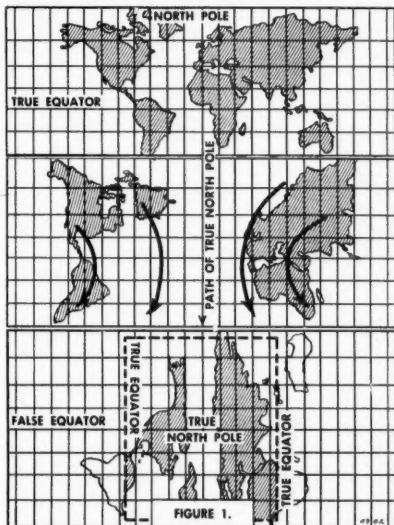 NORTH POLE
TRUE EQUATOR
PATH OF TRUE NORTH POLE
TRUE EQUATOR
FALSE EQUATOR
TRUE
NORTH POLE
TRUE EQUATOR
FIGURE 1.